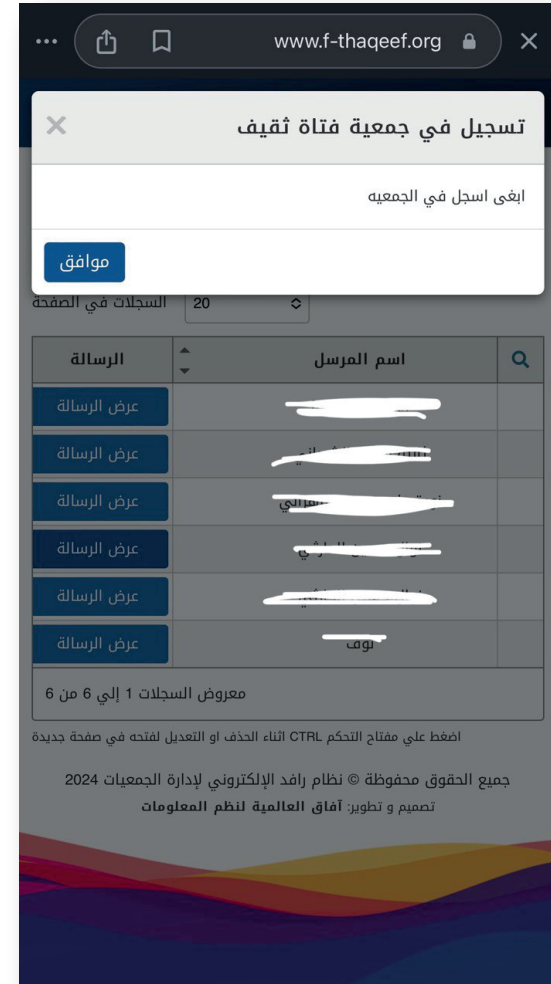 www.f-thaqeef.org
تسجيل في جمعية فتاة ثقيف
ابغى اسجل في الجمعيه
موافق
20 السجلات في الصفحة
اسم المرسل الرسالة
عرض الرسالة
عرض الرسالة
عرض الرسالة
عرض الرسالة
عرض الرسالة
عرض الرسالة
معروض السجلات 1 إلي 6 من 6
اضغط علي مفتاح التحكم CTRL اثناء الحذف او التعديل لفتحه في صفحة جديدة
جميع الحقوق محفوظة © نظام رافد الإلكتروني لإدارة الجمعيات 2024
تصميم و تطوير: آفاق العالمية لنظم المعلومات